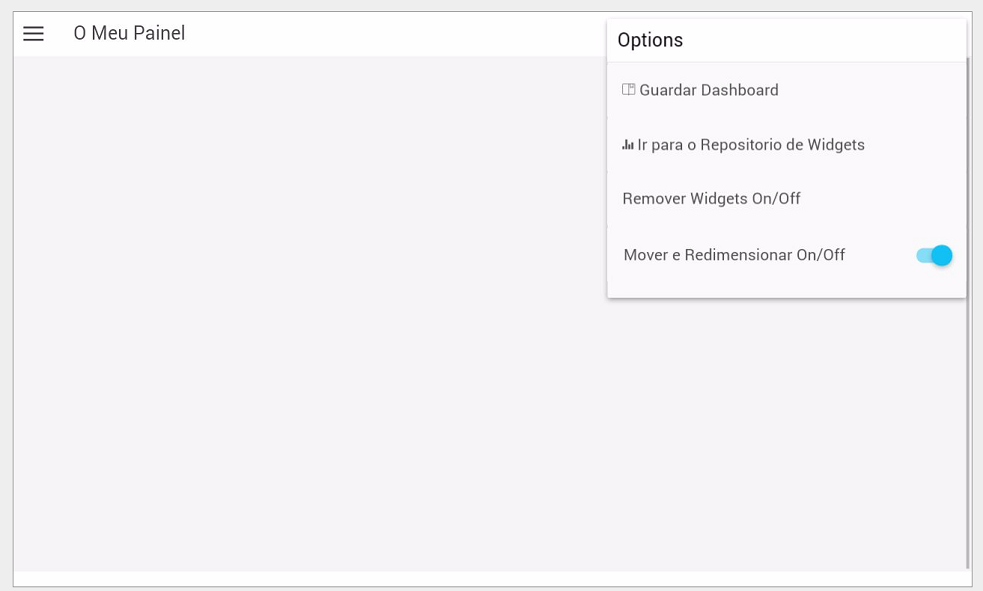 O Meu Painel
Options
Guardar Dashboard
Ir para o Repositorio de Widgets
Remover Widgets On/Off
Mover e Redimensionar On/Off